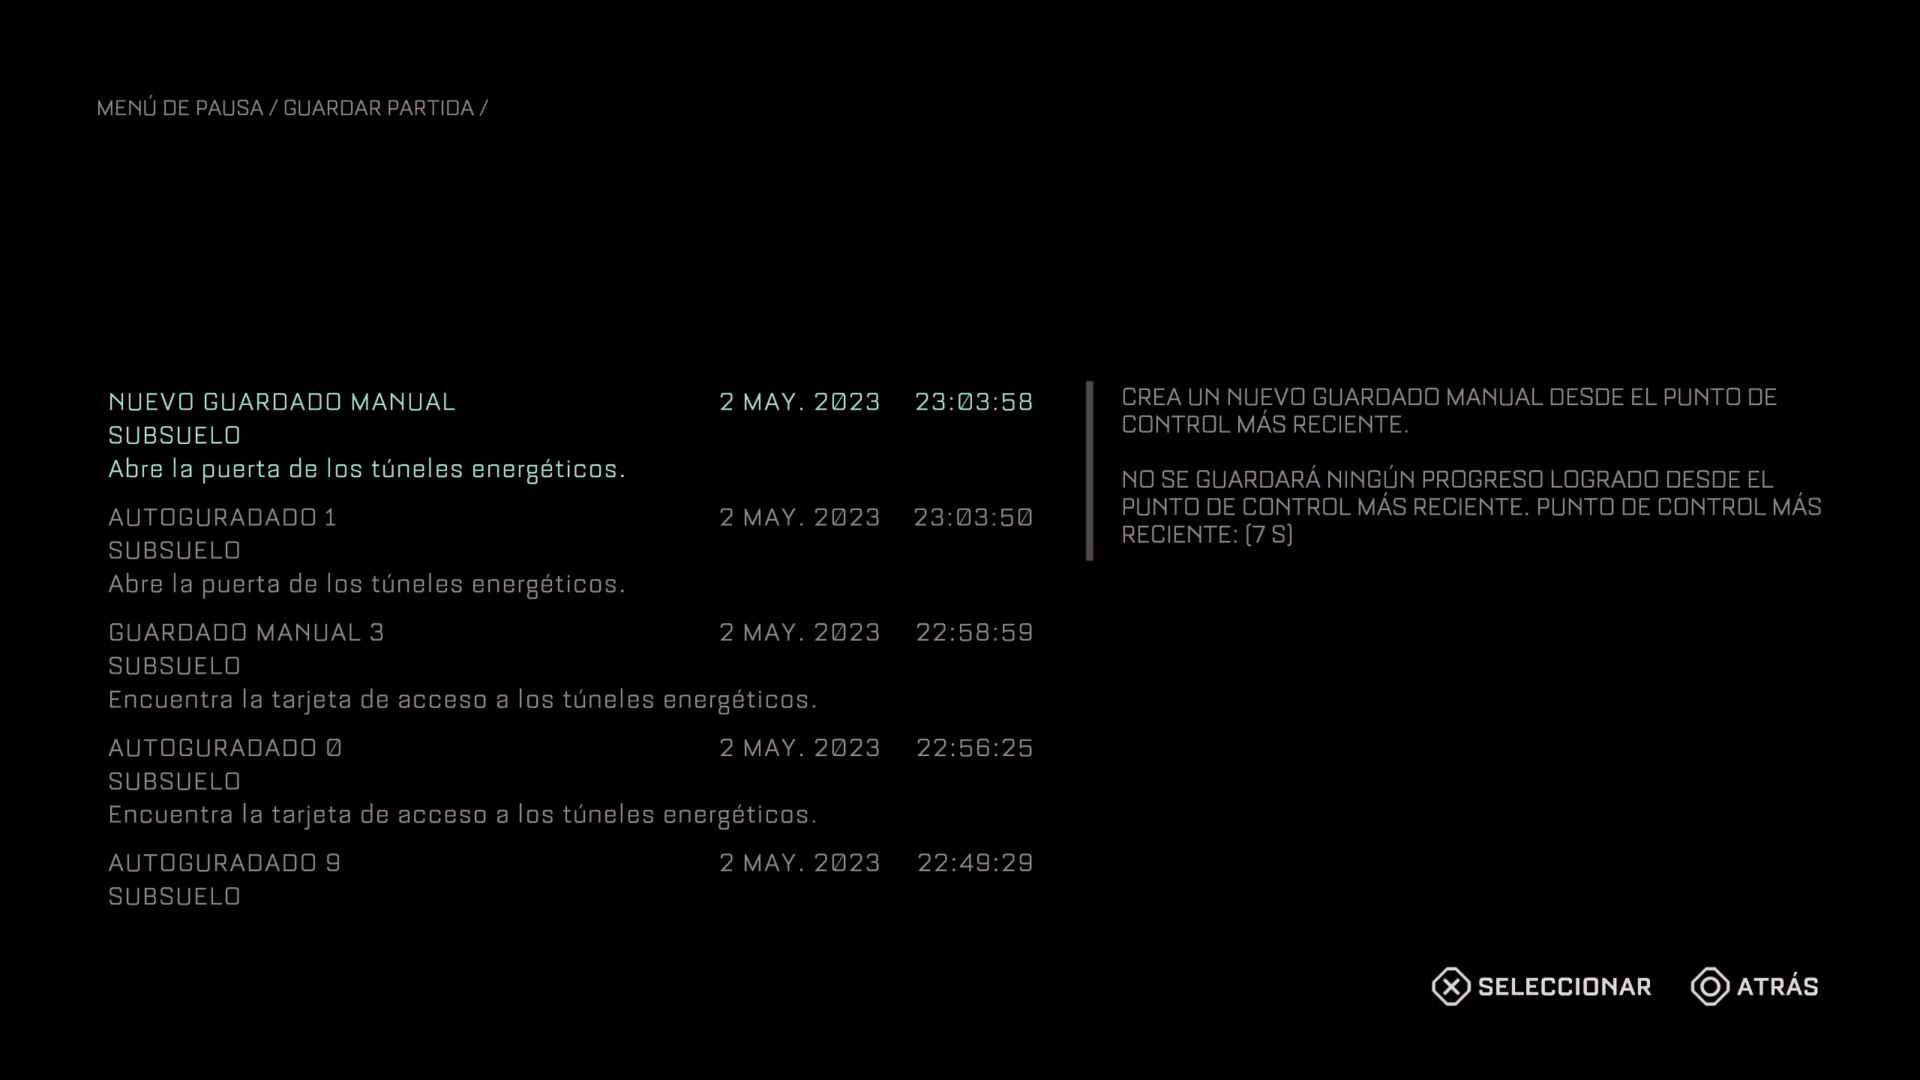 MENÚ DE PAUSA / GUARDAR PARTIDA /
NUEVO GUARDADO MANUAL 2 MAY. 2023 23:03:58
SUBSUELO
Abre la puerta de los túneles energéticos.
AUTOGURADADO 1 2 MAY. 2023 23:03:50
SUBSUELO
Abre la puerta de los túneles energéticos.
GUARDADO MANUAL 3 2 MAY. 2023 22:58:59
SUBSUELO
Encuentra la tarjeta de acceso a los túneles energéticos.
AUTOGURADADO 0 2 MAY. 2023 22:56:25
SUBSUELO
Encuentra la tarjeta de acceso a los túneles energéticos.
AUTOGURADADO 9 2 MAY. 2023 22:49:29
SUBSUELO
CREA UN NUEVO GUARDADO MANUAL DESDE EL PUNTO DE
CONTROL MÁS RECIENTE.
NO SE GUARDARÁ NINGÚN PROGRESO LOGRADO DESDE EL
PUNTO DE CONTROL MÁS RECIENTE. PUNTO DE CONTROL MÁS
RECIENTE: (7 S)
SELECCIONAR ATRÁS